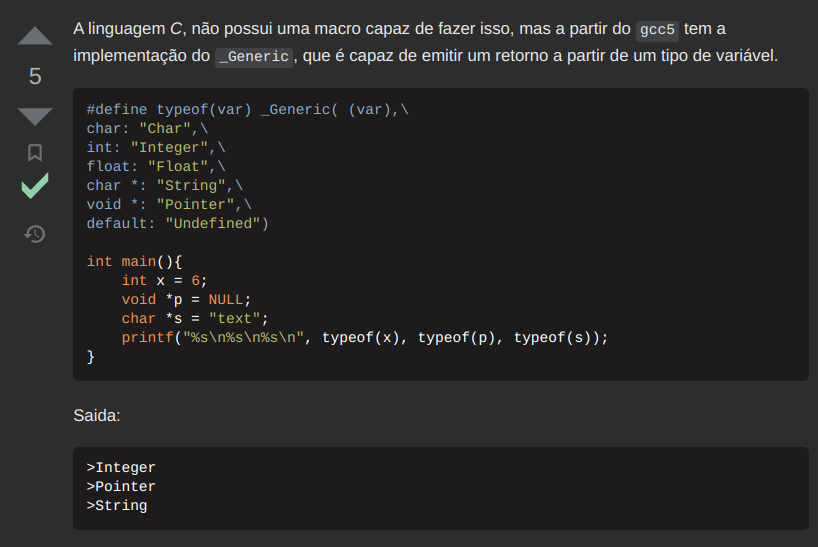 A linguagem C, não possui uma macro capaz de fazer isso, mas a partir do gcc5 tem a
implementação do _Generic, que é capaz de emitir um retorno a partir de um tipo de variável.
5
#define typeof(var) _Generic( (var),\
char: "Char",\
int: "Integer",\
float: "Float",\
char *: "String",\
void *: "Pointer",\
default: "Undefined")

int main(){
    int x = 6;
    void *p = NULL;
    char *s = "text";
    printf("%s\n%s\n%s\n", typeof(x), typeof(p), typeof(s));
}
Saida:
>Integer
>Pointer
>String